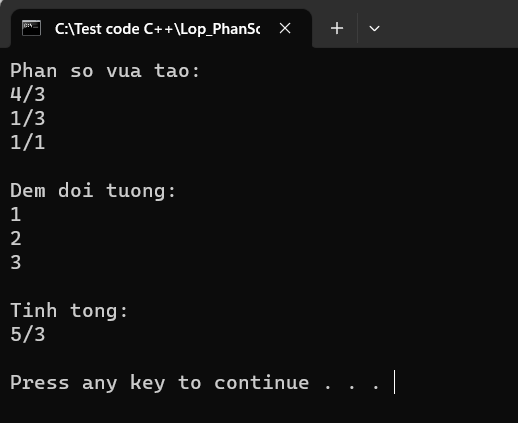 C:\Test code C++\Lop_PhanSc
Phan so vua tao:
4/3
1/3
1/1
Dem doi tuong:
1
2
3
Tinh tong:
5/3
Press any key to continue . . .